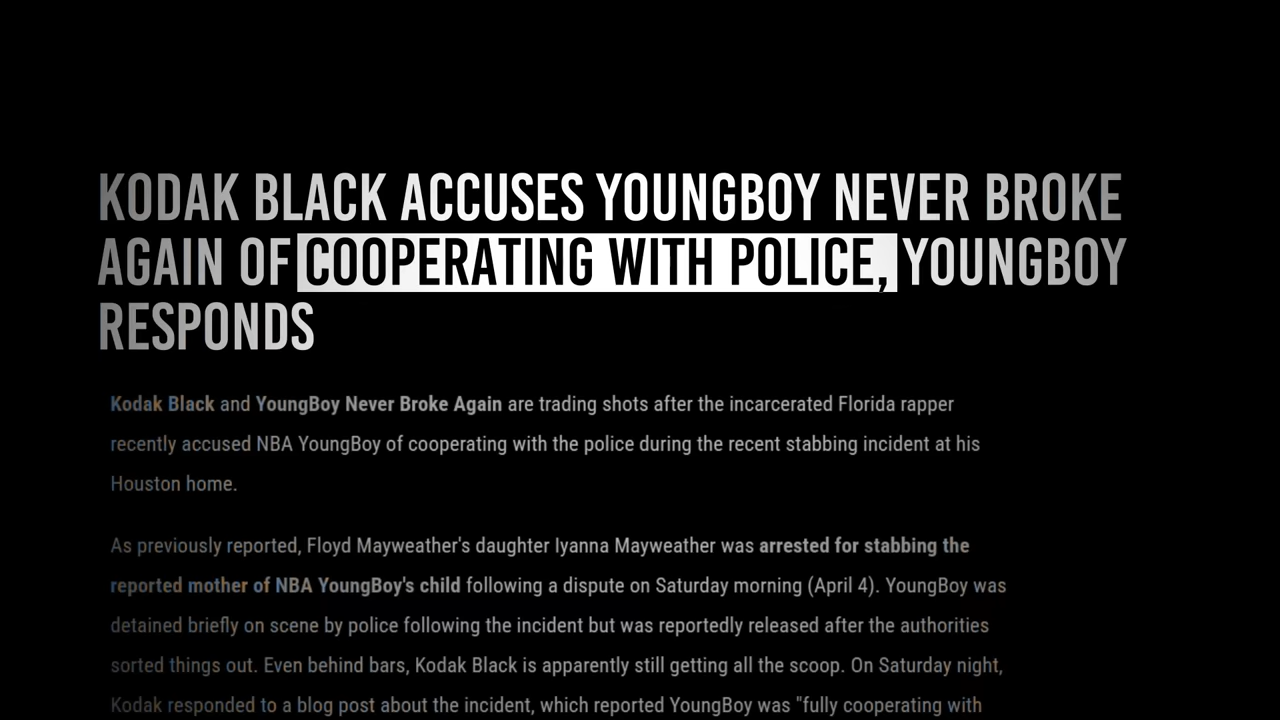 KODAK BLACK ACCUSES YOUNGBOY NEVER BROKE
AGAIN OF COOPERATING WITH POLICE, YOUNGBOY
RESPONDS
Kodak Black and YoungBoy Never Broke Again are trading shots after the incarcerated Florida rapper
recently accused NBA YoungBoy of cooperating with the police during the recent stabbing incident at his
Houston home.
As previously reported, Floyd Mayweather's daughter Iyanna Mayweather was arrested for stabbing the
reported mother of NBA YoungBoy's child following a dispute on Saturday morning (April 4). YoungBoy was
detained briefly on scene by police following the incident but was reportedly released after the authorities
sorted things out. Even behind bars, Kodak Black is apparently still getting all the scoop. On Saturday night,
Kodak responded to a blog post about the incident, which reported YoungBoy was "fully cooperating with